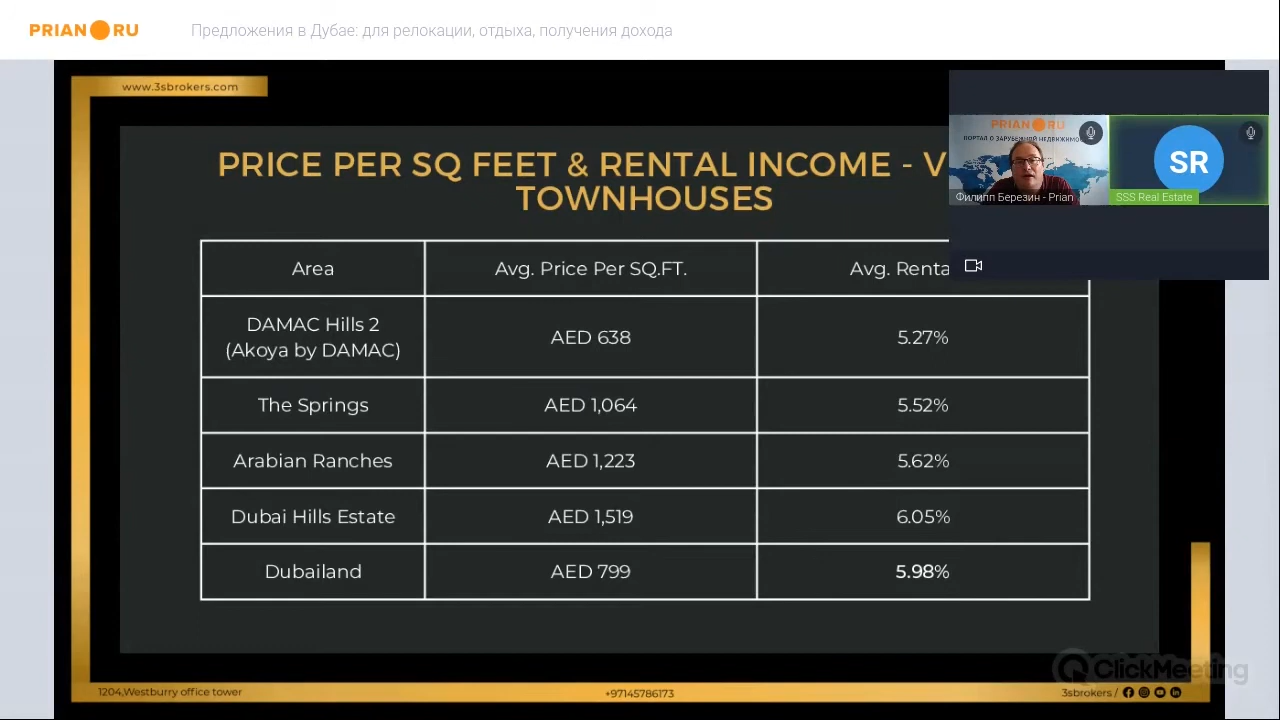 PRIAN RU
Предложения в Дубае: для релокации, отдыха, получения дохода
www.3sbrokers.com
PRICE PER SQ FEET & RENTAL INCOME -
TOWNHOUSES
Area
Avg. Price Per SQ.FT.
Avg.
DAMAC Hills 2
(Akoya by DAMAC)
AED 638
5.27%
The Springs
AED 1,064
5.52%
Arabian Ranches
AED 1,223
5.62%
Dubai Hills Estate
AED 1,519
6.05%
Dubailand
AED 799
5.98%
PRIAN RU
ПОРТАЛ О ЗАРУБЕЖНОЙ
Филипп Березин - Prian
SR
SSS Real Estate
ClickMeeting
1204,Westburry office tower
+97145786173
3sbrokers /